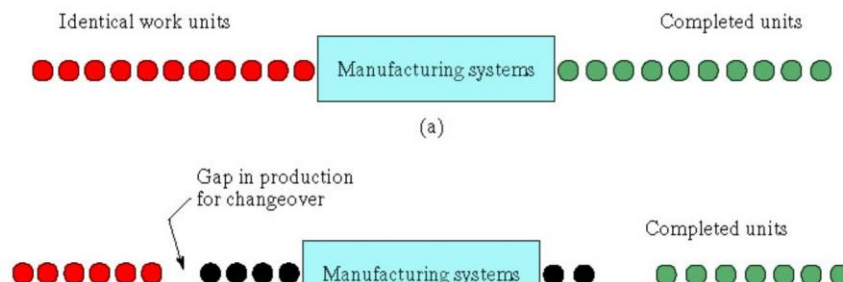 Identical work units
Completed units
Manufacturing systems
(a)
Gap in production
for changeover
Completed units
Manufacturing systems